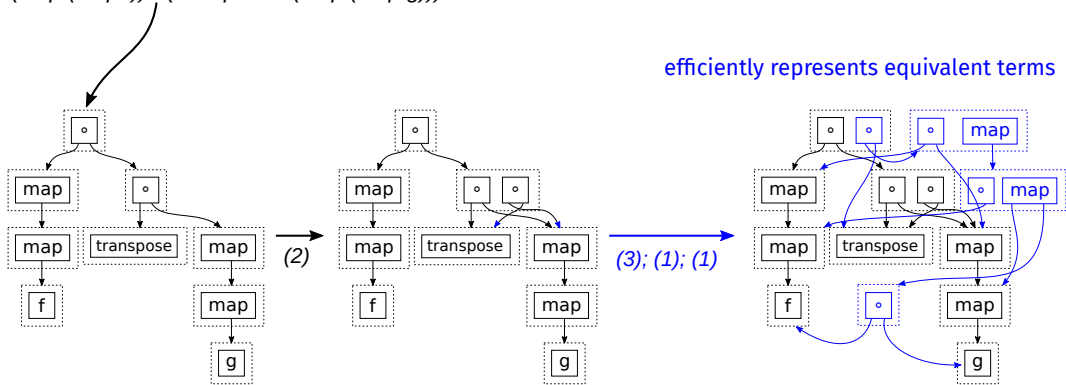 efficiently represents equivalent terms
∘ ∘ ∘ ∘ ∘ map
map ∘ map ∘ ∘ map ∘ ∘ ∘ map
map transpose map (2) map transpose map (3); (1); (1) map transpose map
f map f map f ∘ map
g g g